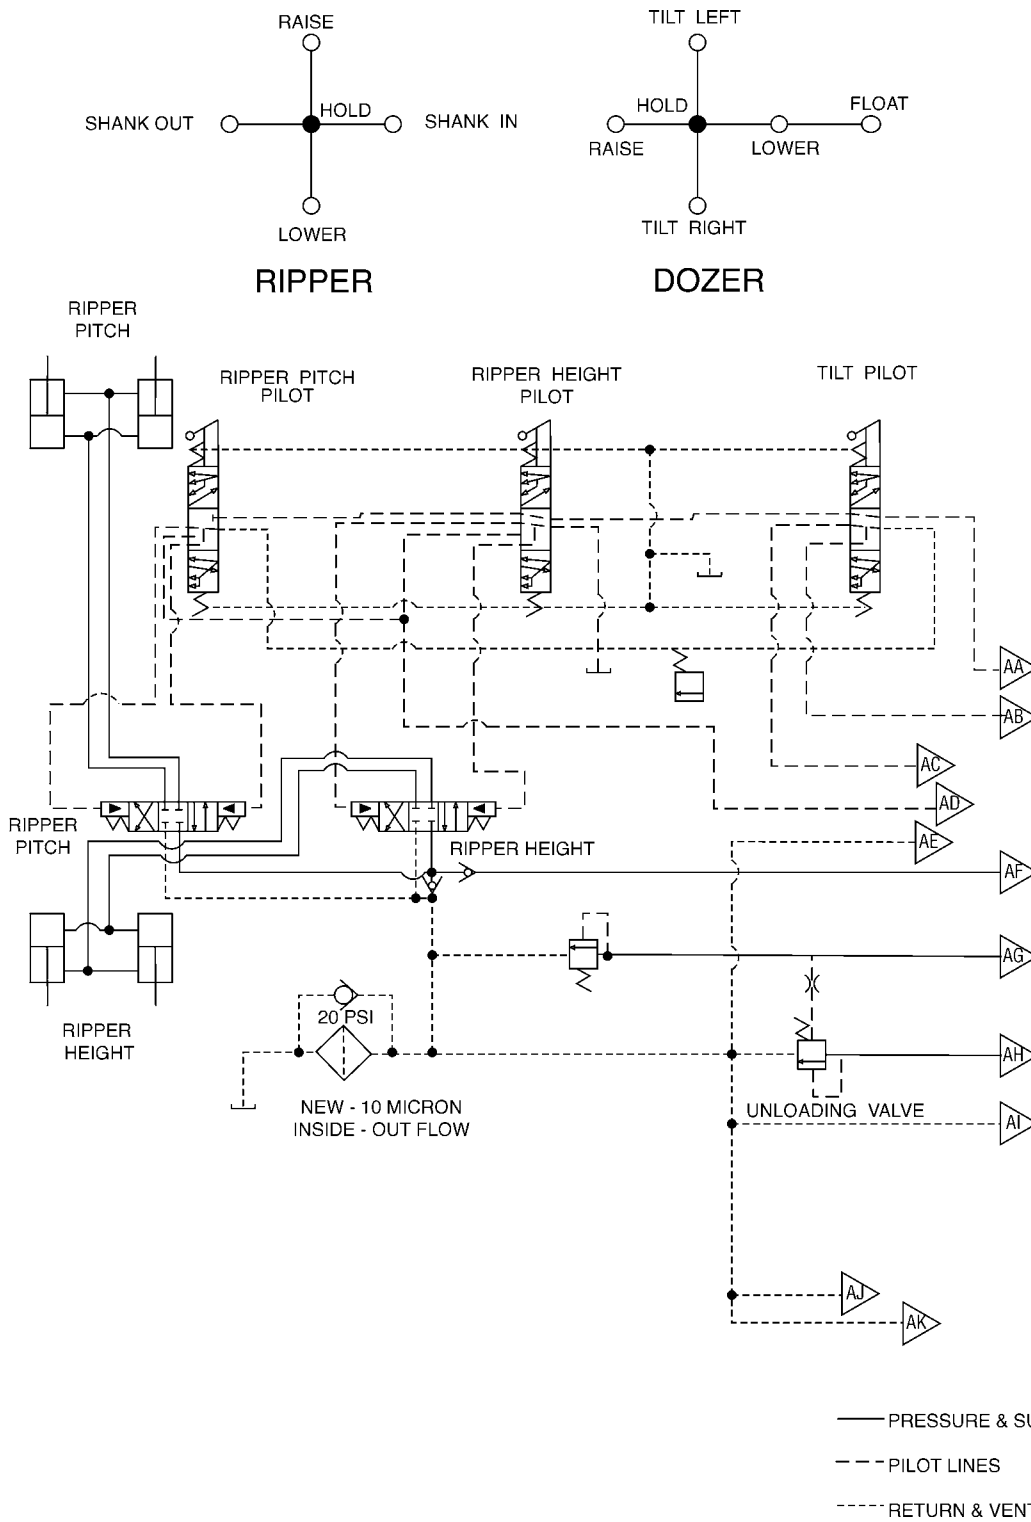 RAISE
SHANK OUT
HOLD
SHANK IN
LOWER
RIPPER
TILT LEFT
HOLD
FLOAT
RAISE
LOWER
TILT RIGHT
DOZER
RIPPER
PITCH
RIPPER PITCH
PILOT
RIPPER HEIGHT
PILOT
TILT PILOT
AA
AB
AC
AD
AE
RIPPER
PITCH
RIPPER HEIGHT
AF
AG
20 PSI
AH
RIPPER
HEIGHT
NEW - 10 MICRON
INSIDE - OUT FLOW
UNLOADING VALVE
AI
AJ
AK
PRESSURE & SU
PILOT LINES
RETURN & VENT